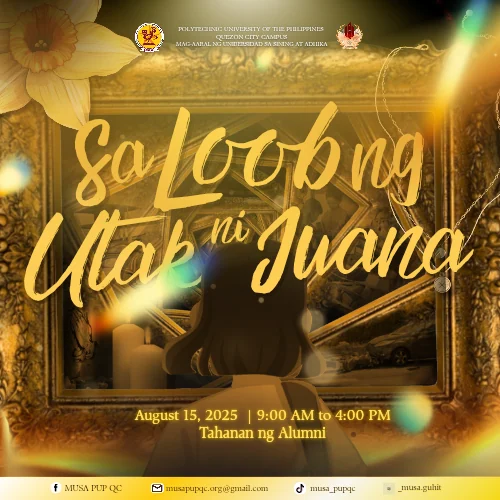 POLYTECHNIC UNIVERSITY OF THE PHILIPPINES
QUEZON CITY CAMPUS
MAG-AARAL NG UNIBERSIDAD SA SINING AT ADHIKA
Sa Loob ng
Utak ni Juana
August 15, 2025 | 9:00 AM to 4:00 PM
Tahanan ng Alumni
MUSA PUP QC musapupqc.org@gmail.com musa_pupqc _musa.guhit